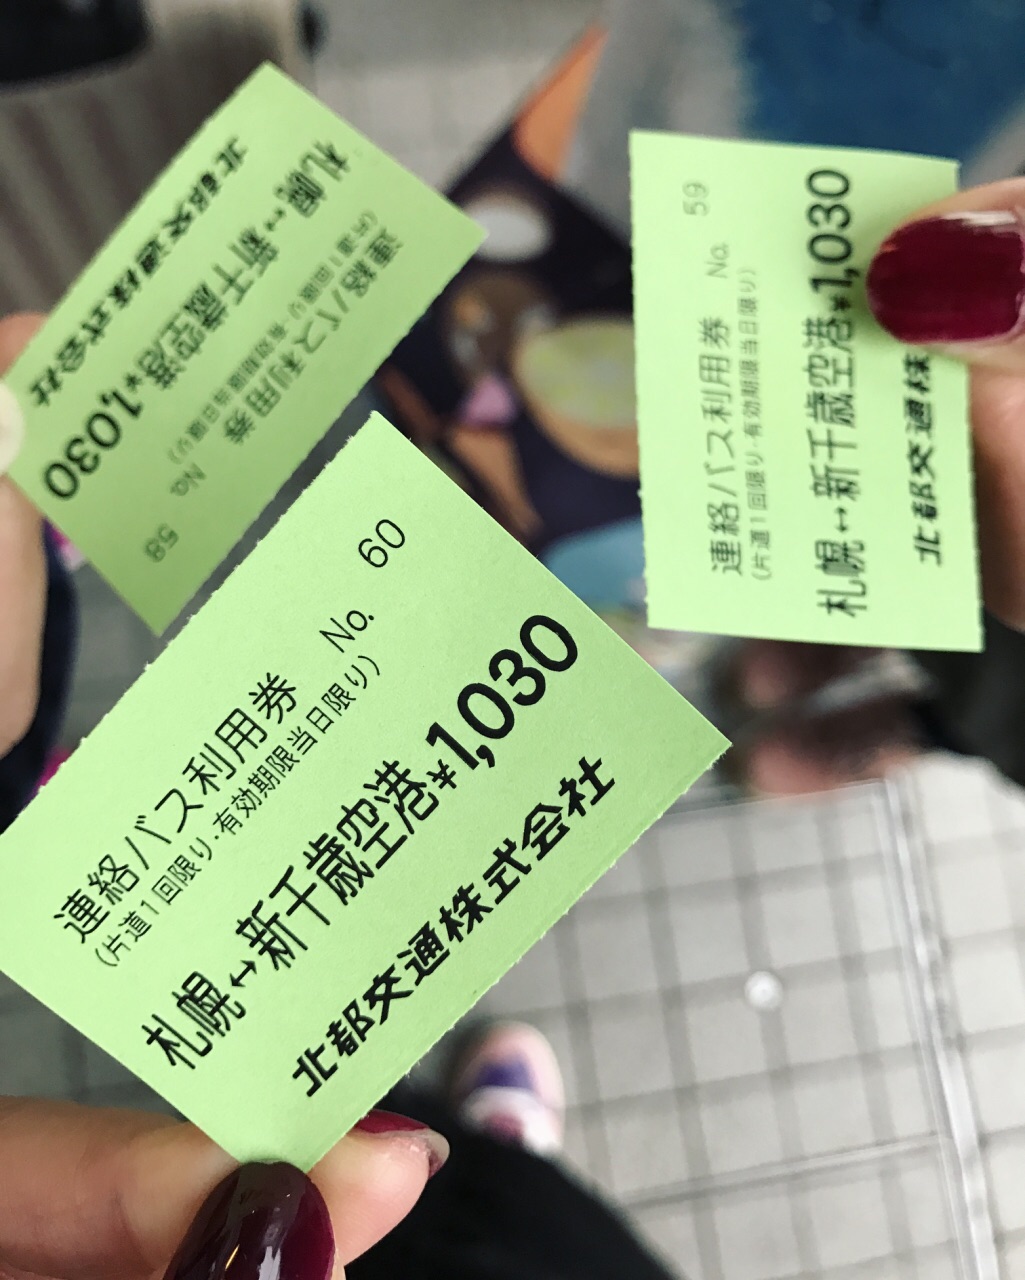 連絡バス利用券 No. 60
(片道1回限り・有効期限当日限り)
札幌↔新千歳空港¥1,030
北都交通株式会社
連絡バス利用券 No. 59
(片道1回限り・有効期限当日限り)
札幌↔新千歳空港¥1,030
北都交通株
連絡バス利用券 No. 58
(片道1回限り・有効期限当日限り)
札幌↔新千歳空港¥1,030
北都交通株式会社